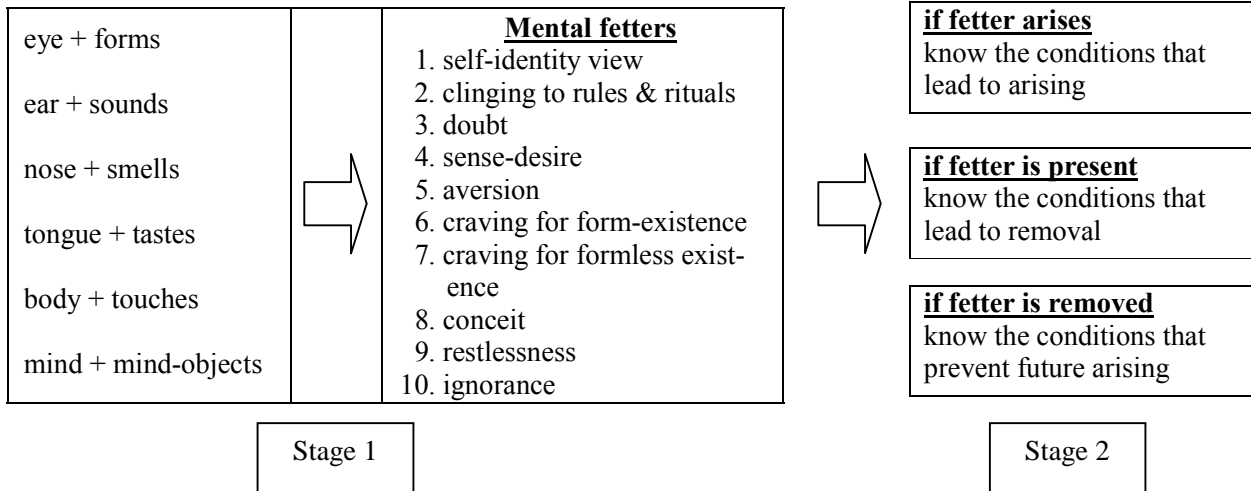 eye + forms
ear + sounds
nose + smells
tongue + tastes
body + touches
mind + mind-objects
Mental fetters
1. self-identity view
2. clinging to rules & rituals
3. doubt
4. sense-desire
5. aversion
6. craving for form-existence
7. craving for formless exist-
ence
8. conceit
9. restlessness
10. ignorance
if fetter arises
know the conditions that
lead to arising
if fetter is present
know the conditions that
lead to removal
if fetter is removed
know the conditions that
prevent future arising
Stage 1
Stage 2